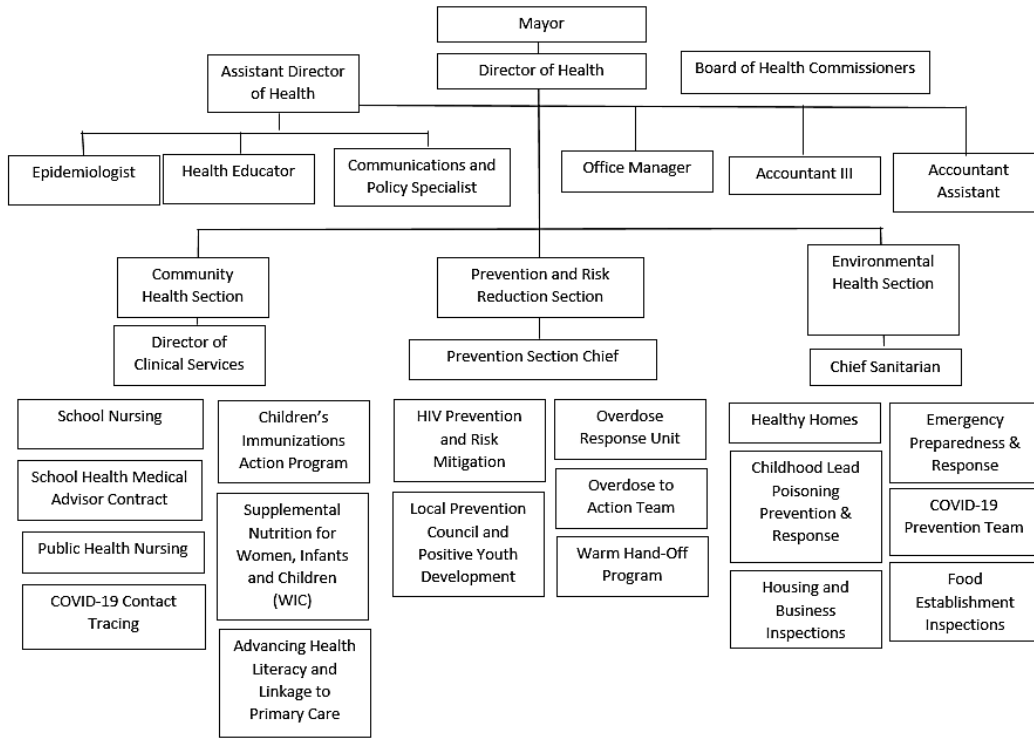 Mayor
Director of Health
Board of Health Commissioners
Assistant Director
of Health
Epidemiologist
Health Educator
Communications and
Policy Specialist
Office Manager
Accountant III
Accountant
Assistant
Community
Health Section
Prevention and Risk
Reduction Section
Environmental
Health Section
Director of
Clinical Services
Prevention Section Chief
Chief Sanitarian
School Nursing
School Health Medical
Advisor Contract
Public Health Nursing
COVID-19 Contact
Tracing
Children's
Immunizations
Action Program
Supplemental
Nutrition for
Women, Infants
and Children
(WIC)
Advancing Health
Literacy and
Linkage to
Primary Care
HIV Prevention
and Risk
Mitigation
Local Prevention
Council and
Positive Youth
Development
Overdose
Response Unit
Overdose to
Action Team
Warm Hand-Off
Program
Healthy Homes
Childhood Lead
Poisoning
Prevention &
Response
Housing and
Business
Inspections
Emergency
Preparedness &
Response
COVID-19
Prevention Team
Food
Establishment
Inspections